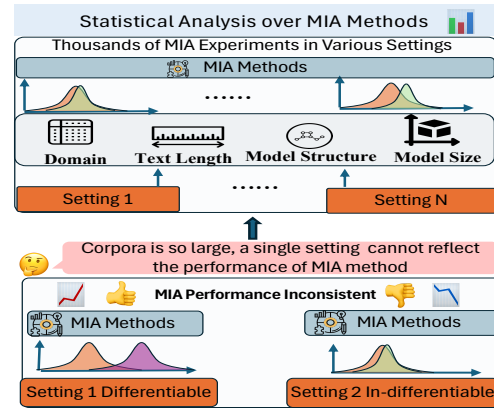 Statistical Analysis over MIA Methods
Thousands of MIA Experiments in Various Settings
MIA Methods
......
Domain
Text Length
Model Structure
Model Size
Setting 1
......
Setting N
Corpora is so large, a single setting cannot reflect
the performance of MIA method
MIA Performance Inconsistent
MIA Methods
MIA Methods
Setting 1 Differentiable
Setting 2 In-differentiable